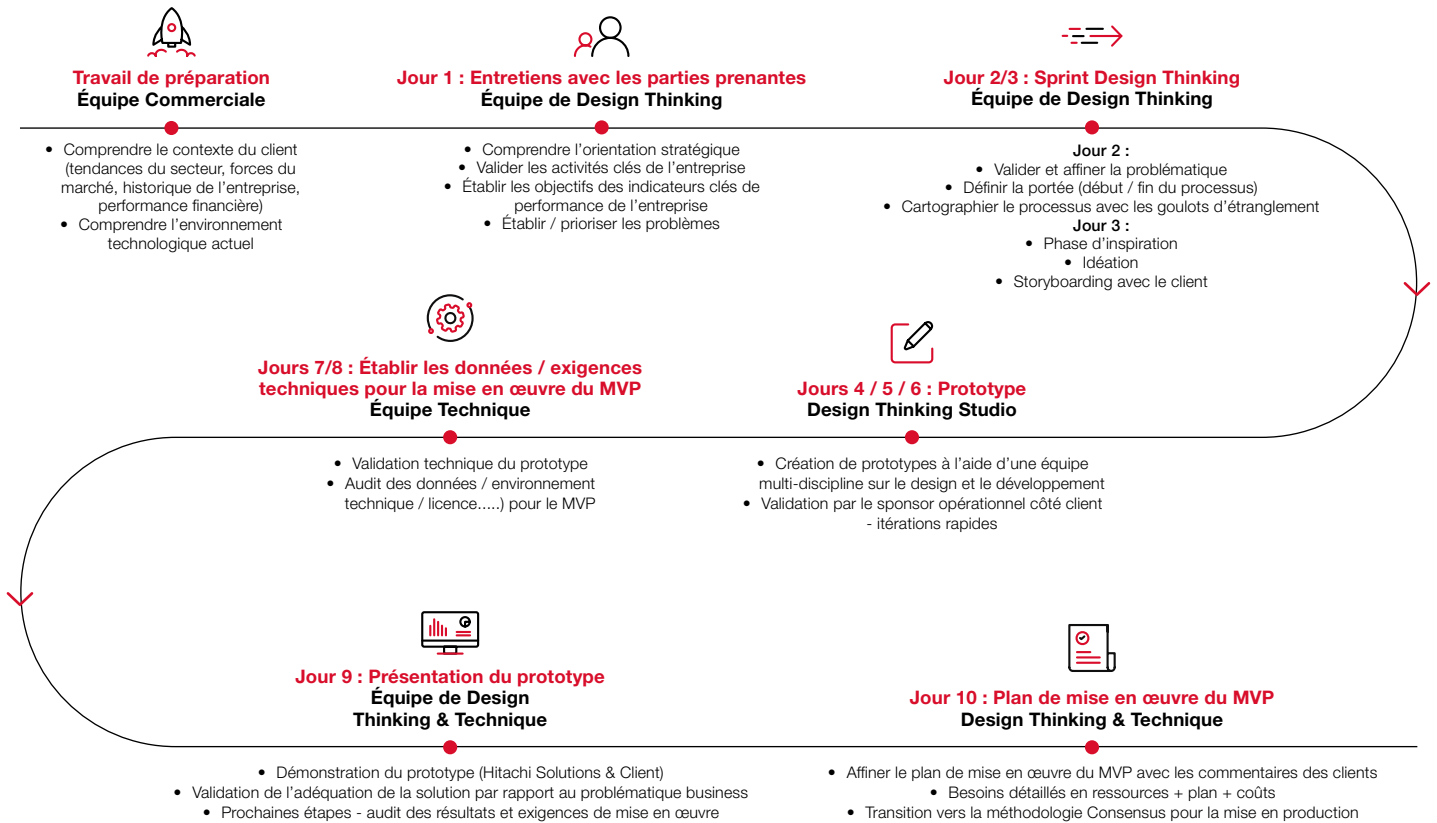 Travail de préparation
Équipe Commerciale
• Comprendre le contexte du client
(tendances du secteur, forces du
marché, historique de l’entreprise,
performance financière)
• Comprendre l’environnement
technologique actuel
Jour 1 : Entretiens avec les parties prenantes
Équipe de Design Thinking
• Comprendre l’orientation stratégique
• Valider les activités clés de l’entreprise
• Établir les objectifs des indicateurs clés de
performance de l’entreprise
• Établir / prioriser les problèmes
Jour 2/3 : Sprint Design Thinking
Équipe de Design Thinking
Jour 2 :
• Valider et affiner la problématique
• Définir la portée (début / fin du processus)
• Cartographier le processus avec les goulots d’étranglement
Jour 3 :
• Phase d’inspiration
• Idéation
• Storyboarding avec le client
Jours 4 / 5 / 6 : Prototype
Design Thinking Studio
• Création de prototypes à l’aide d’une équipe
multi-discipline sur le design et le développement
• Validation par le sponsor opérationnel côté client
- itérations rapides
Jours 7/8 : Établir les données / exigences
techniques pour la mise en œuvre du MVP
Équipe Technique
• Validation technique du prototype
• Audit des données / environnement
technique / licence.....) pour le MVP
Jour 9 : Présentation du prototype
Équipe de Design
Thinking & Technique
• Démonstration du prototype (Hitachi Solutions & Client)
• Validation de l’adéquation de la solution par rapport au problématique business
• Prochaines étapes - audit des résultats et exigences de mise en œuvre
Jour 10 : Plan de mise en œuvre du MVP
Design Thinking & Technique
• Affiner le plan de mise en œuvre du MVP avec les commentaires des clients
• Besoins détaillés en ressources + plan + coûts
• Transition vers la méthodologie Consensus pour la mise en production